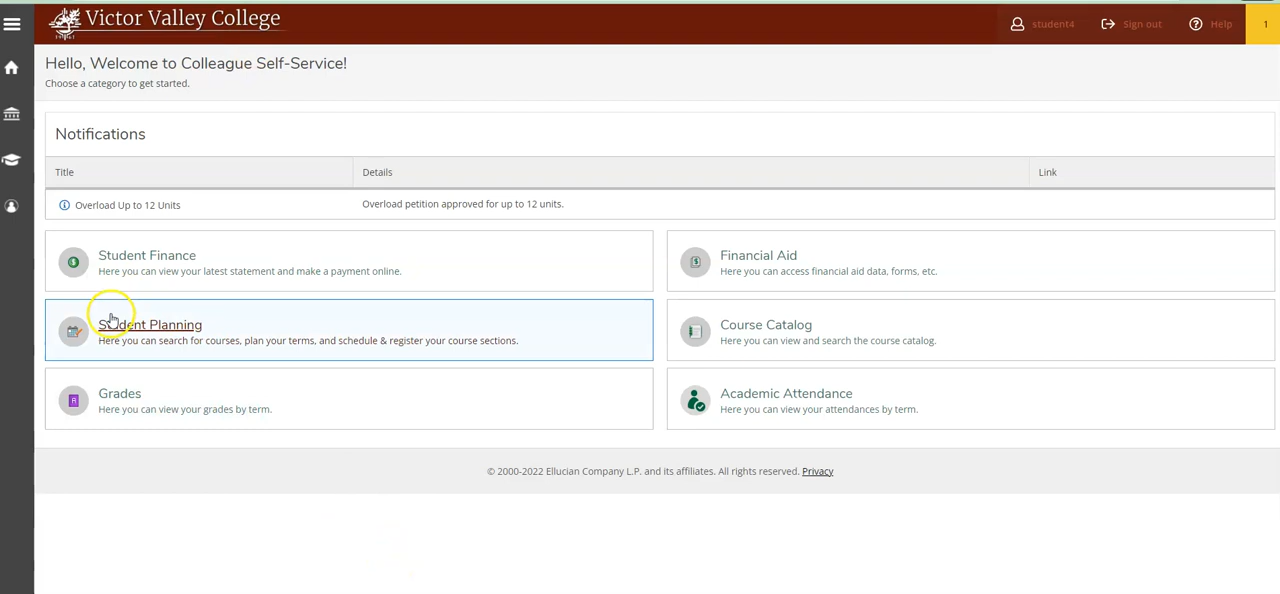 Victor Valley College
student4
Sign out
Help
1
Hello, Welcome to Colleague Self-Service!
Choose a category to get started.
Notifications
Title
Details
Link
Overload Up to 12 Units
Overload petition approved for up to 12 units.
Student Finance
Here you can view your latest statement and make a payment online.
Financial Aid
Here you can access financial aid data, forms, etc.
Student Planning
Here you can search for courses, plan your terms, and schedule & register your course sections.
Course Catalog
Here you can view and search the course catalog.
Grades
Here you can view your grades by term.
Academic Attendance
Here you can view your attendances by term.
© 2000-2022 Ellucian Company L.P. and its affiliates. All rights reserved. Privacy